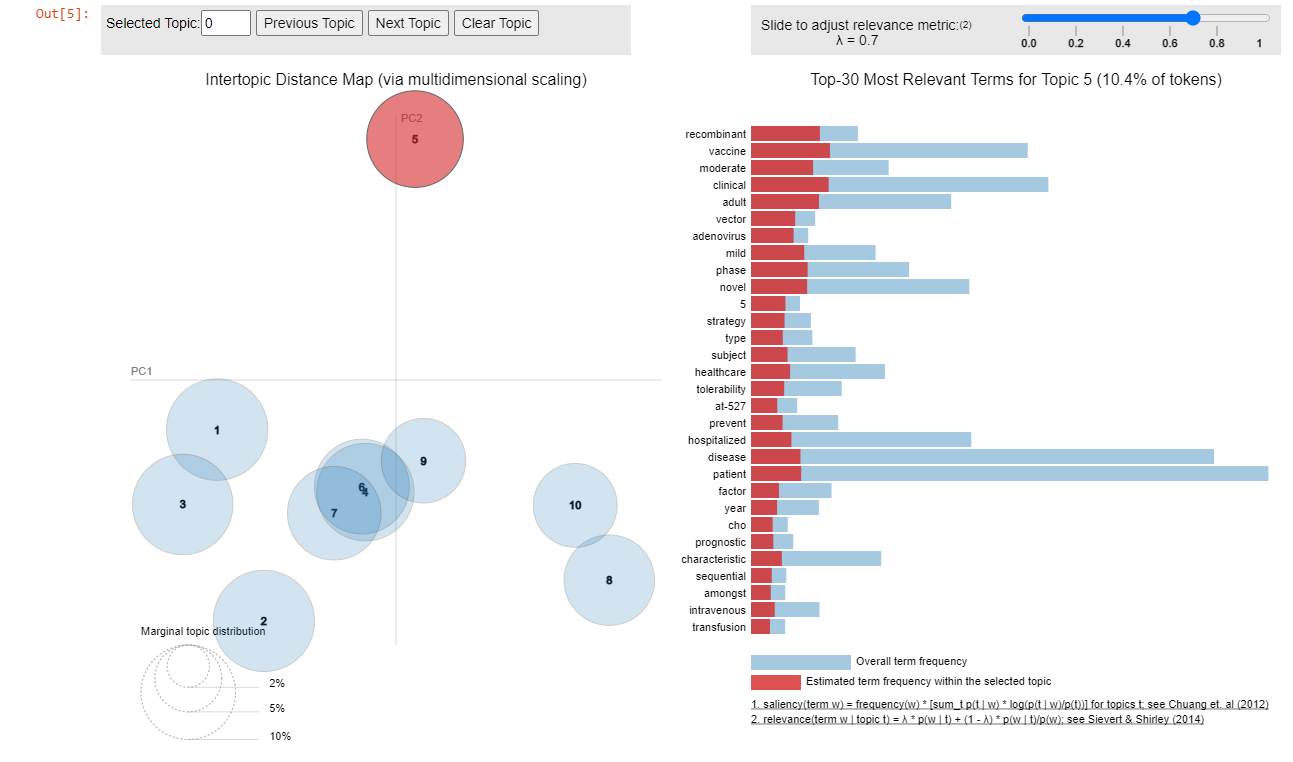 Out[5]:
Selected Topic: 0 Previous Topic Next Topic Clear Topic
Slide to adjust relevance metric:(2)
λ = 0.7
0.0 0.2 0.4 0.6 0.8 1
Intertopic Distance Map (via multidimensional scaling)
PC2
5
PC1
1
3
6
4
7
9
10
8
2
Marginal topic distribution
2%
5%
10%
Top-30 Most Relevant Terms for Topic 5 (10.4% of tokens)
recombinant
vaccine
moderate
clinical
adult
vector
adenovirus
mild
phase
novel
5
strategy
type
subject
healthcare
tolerability
at-527
prevent
hospitalized
disease
patient
factor
year
cho
prognostic
characteristic
sequential
amongst
intravenous
transfusion
Overall term frequency
Estimated term frequency within the selected topic
1. saliency(term w) = frequency(w) * [sum_t p(t | w) * log(p(t | w)/p(t))] for topics t; see Chuang et. al (2012)
2. relevance(term w | topic t) = λ * p(w | t) + (1 - λ) * p(w | t)/p(w); see Sievert & Shirley (2014)